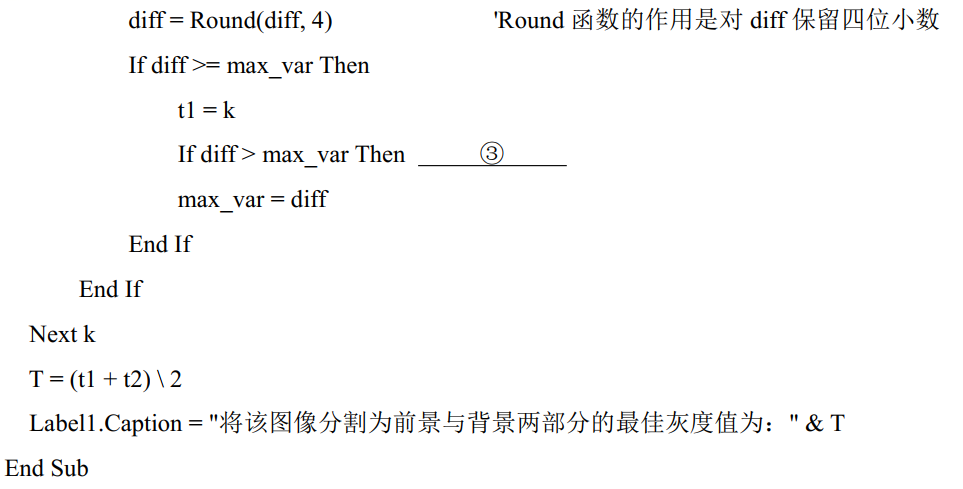 diff = Round(diff, 4) 'Round 函数的作用是对 diff 保留四位小数
If diff >= max_var Then
t1 = k
If diff > max_var Then ③
max_var = diff
End If
End If
Next k
T = (t1 + t2) \ 2
Label1.Caption = "将该图像分割为前景与背景两部分的最佳灰度值为：" & T
End Sub